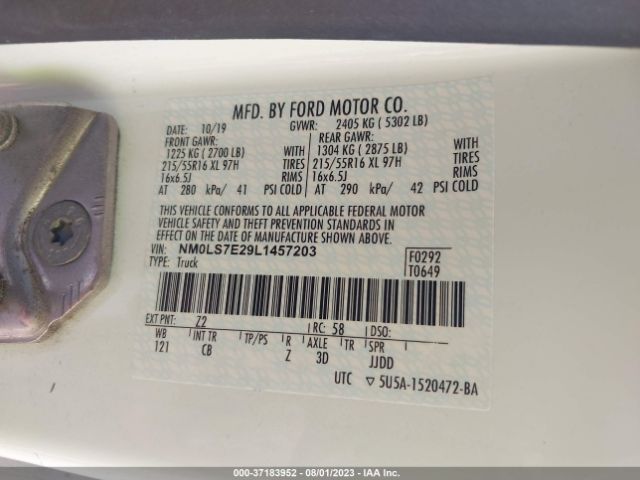 MFD. BY FORD MOTOR CO.
DATE: 10/19 GVWR: 2405 KG ( 5302 LB)
FRONT GAWR: REAR GAWR:
1225 KG ( 2700 LB) WITH 1304 KG ( 2875 LB) WITH
215/55R16 XL 97H TIRES 215/55R16 XL 97H TIRES
16x6.5J RIMS 16x6.5J RIMS
AT 280 kPa/ 41 PSI COLD AT 290 kPa/ 42 PSI COLD
THIS VEHICLE CONFORMS TO ALL APPLICABLE FEDERAL MOTOR
VEHICLE SAFETY AND THEFT PREVENTION STANDARDS IN
EFFECT ON THE DATE OF MANUFACTURE SHOWN ABOVE.
VIN: NM0LS7E29L1457203 F0292
TYPE: Truck T0649
EXT PNT: Z2 RC: 58 DSO:
WB INT TR TP/PS R AXLE TR SPR
121 CB Z 3D JJDD
UTC ▽ 5U5A-1520472-BA
000-37183952 - 08/01/2023 - IAA Inc.